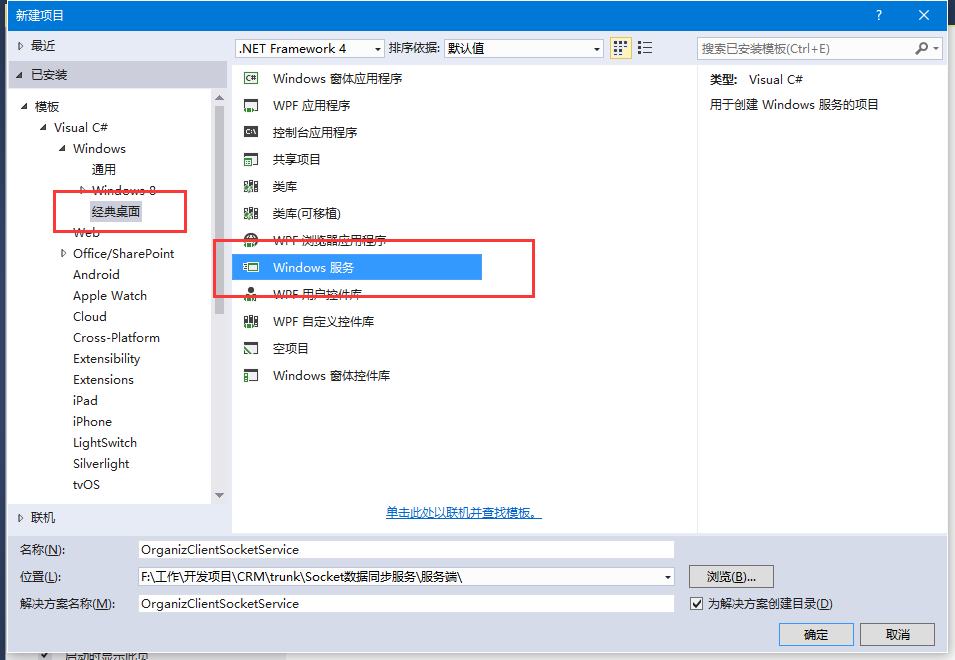 新建项目
?
最近
.NET Framework 4
排序依据:
默认值
搜索已安装模板(Ctrl+E)
已安装
模板
Visual C#
Windows
通用
Windows 8
经典桌面
Web
Office/SharePoint
Android
Apple Watch
Cloud
Cross-Platform
Extensibility
Extensions
iPad
iPhone
LightSwitch
Silverlight
tvOS
联机
C# Windows 窗体应用程序
WPF 应用程序
C:\ 控制台应用程序
共享项目
类库
类库(可移植)
WPF 浏览器应用程序
Windows 服务
WPF 用户控件库
WPF 自定义控件库
空项目
Windows 窗体控件库
单击此处以联机并查找模板。
类型: Visual C#
用于创建 Windows 服务的项目
名称(N): OrganizClientSocketService
位置(L): F:\工作\开发项目\CRM\trunk\Socket数据同步服务\服务端\
浏览(B)...
解决方案名称(M): OrganizClientSocketService
为解决方案创建目录(D)
确定
取消
启动时显示此页